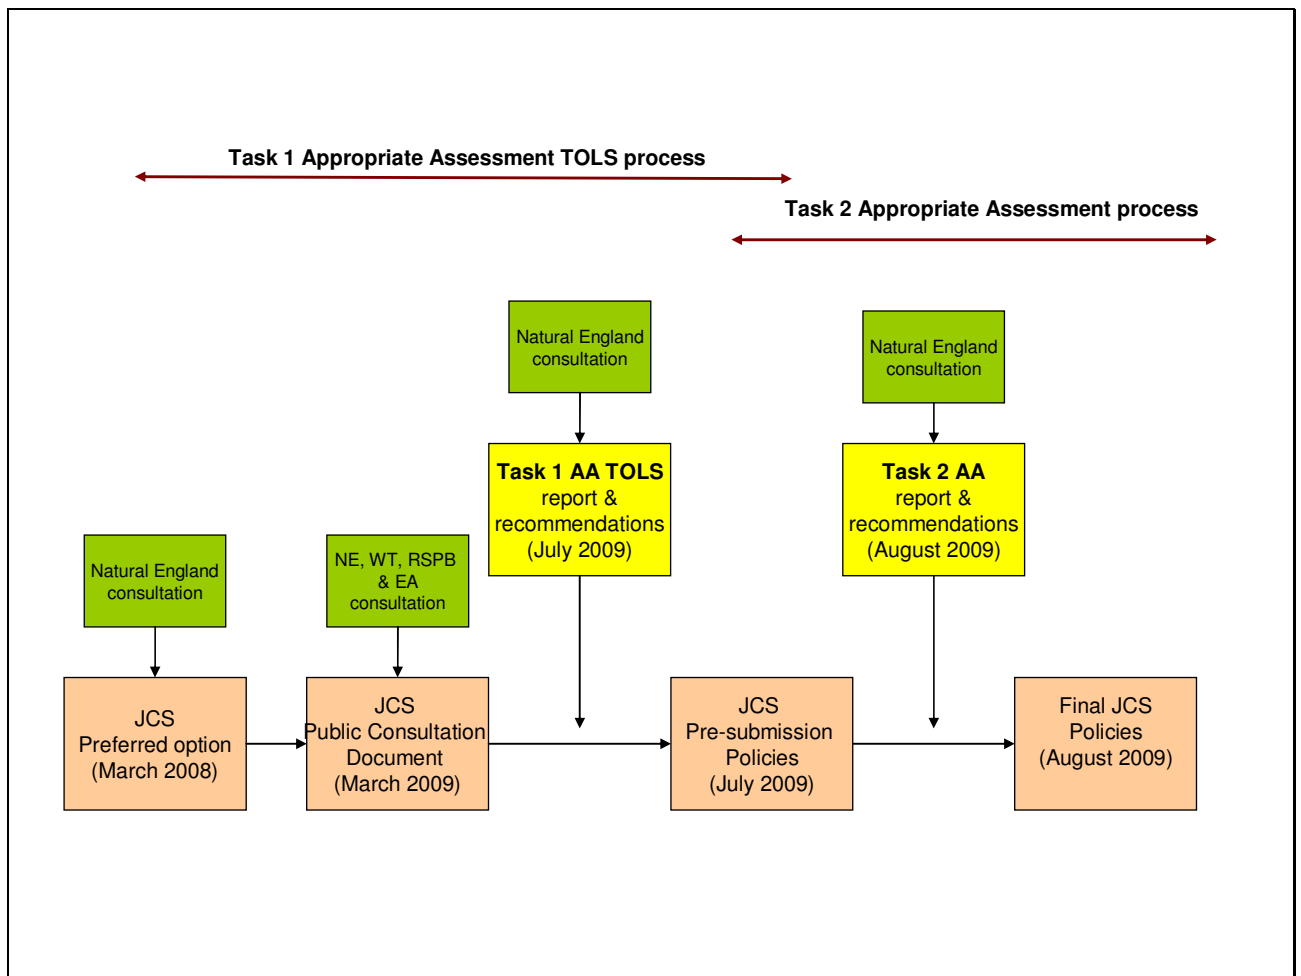 Task 1 Appropriate Assessment TOLS process
Task 2 Appropriate Assessment process
Natural England
consultation
Natural England
consultation
Task 1 AA TOLS
report &
recommendations
(July 2009)
Task 2 AA
report &
recommendations
(August 2009)
Natural England
consultation
NE, WT, RSPB
& EA
consultation
JCS
Preferred option
(March 2008)
JCS
Public Consultation
Document
(March 2009)
JCS
Pre-submission
Policies
(July 2009)
Final JCS
Policies
(August 2009)